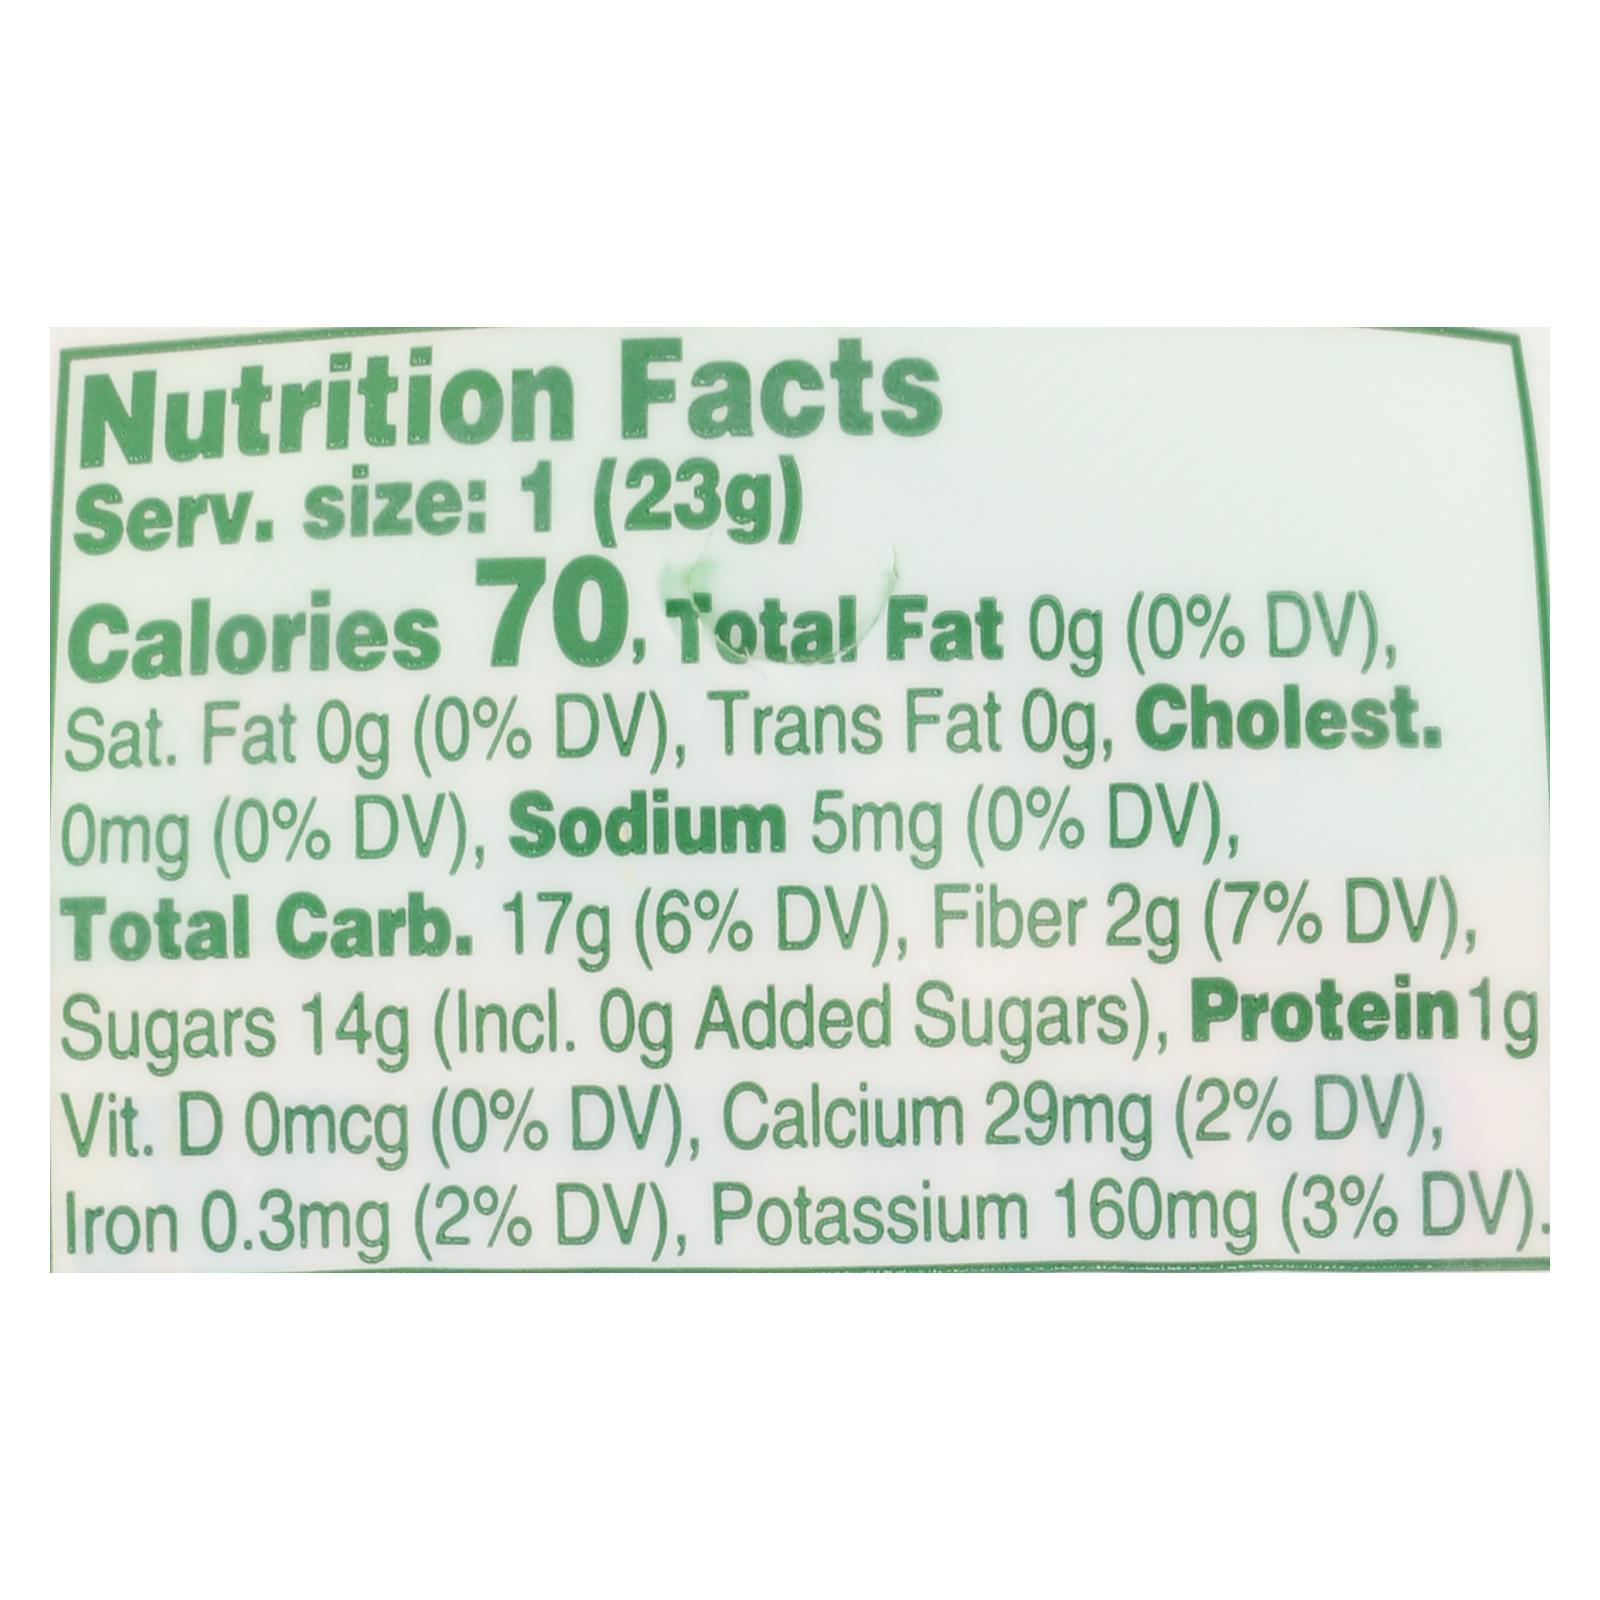 Nutrition Facts
Serv. size: 1 (23g)
Calories 70, Total Fat 0g (0% DV),
Sat. Fat 0g (0% DV), Trans Fat 0g, Cholest.
0mg (0% DV), Sodium 5mg (0% DV),
Total Carb. 17g (6% DV), Fiber 2g (7% DV),
Sugars 14g (Incl. 0g Added Sugars), Protein 1g
Vit. D 0mcg (0% DV), Calcium 29mg (2% DV),
Iron 0.3mg (2% DV), Potassium 160mg (3% DV).